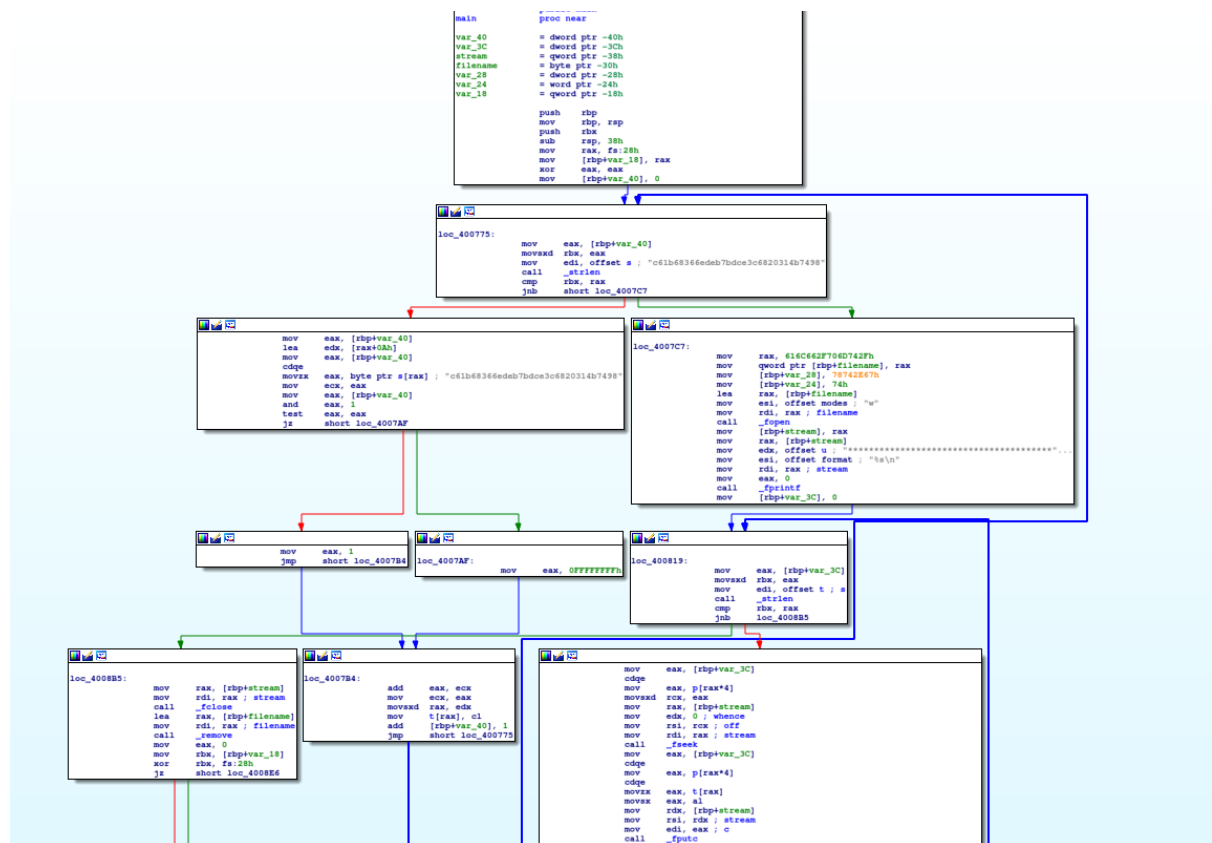 main proc near
var_40 = dword ptr -40h
var_3C = dword ptr -3Ch
stream = qword ptr -38h
filename = byte ptr -30h
var_28 = dword ptr -28h
var_24 = word ptr -24h
var_18 = qword ptr -18h
push rbp
mov rbp, rsp
push rbx
sub rsp, 38h
mov rax, fs:28h
mov [rbp+var_18], rax
xor eax, eax
mov [rbp+var_40], 0
loc_400775:
mov eax, [rbp+var_40]
movsxd rbx, eax
mov edi, offset s ; "c61b68366edeb7bdce3c6820314b7498"
call _strlen
cmp rbx, rax
jnb short loc_4007C7
mov eax, [rbp+var_40]
lea edx, [rax+0Ah]
mov eax, [rbp+var_40]
cdqe
movzx eax, byte ptr s[rax] ; "c61b68366edeb7bdce3c6820314b7498"
mov ecx, eax
mov eax, [rbp+var_40]
and eax, 1
test eax, eax
jz short loc_4007AF
loc_4007C7:
mov rax, 616C662F706D742Fh
mov qword ptr [rbp+filename], rax
mov [rbp+var_28], 78742E67h
mov [rbp+var_24], 74h
lea rax, [rbp+filename]
mov esi, offset modes ; "w"
mov rdi, rax ; filename
call _fopen
mov [rbp+stream], rax
mov rax, [rbp+stream]
mov edx, offset u ; "****************************************"...
mov esi, offset format ; "%s\n"
mov rdi, rax ; stream
mov eax, 0
call _fprintf
mov [rbp+var_3C], 0
mov eax, 1
jmp short loc_4007B4
loc_4007AF:
mov eax, 0FFFFFFFFh
loc_400819:
mov eax, [rbp+var_3C]
movsxd rbx, eax
mov edi, offset t ; s
call _strlen
cmp rbx, rax
jnb loc_4008B5
loc_4008B5:
mov rax, [rbp+stream]
mov rdi, rax ; stream
call _fclose
lea rax, [rbp+filename]
mov rdi, rax ; filename
call _remove
mov eax, 0
mov rbx, [rbp+var_18]
xor rbx, fs:28h
jz short loc_4008E6
loc_4007B4:
add eax, ecx
mov ecx, eax
movsxd rax, edx
mov t[rax], cl
add [rbp+var_40], 1
jmp short loc_400775
mov eax, [rbp+var_3C]
cdqe
mov eax, p[rax*4]
movsxd rcx, eax
mov rax, [rbp+stream]
mov edx, 0 ; whence
mov rsi, rcx ; off
mov rdi, rax ; stream
call _fseek
mov eax, [rbp+var_3C]
cdqe
mov eax, p[rax*4]
cdqe
movzx eax, t[rax]
movsx eax, al
mov rdx, [rbp+stream]
mov rsi, rdx ; stream
mov edi, eax ; c
call _fputc